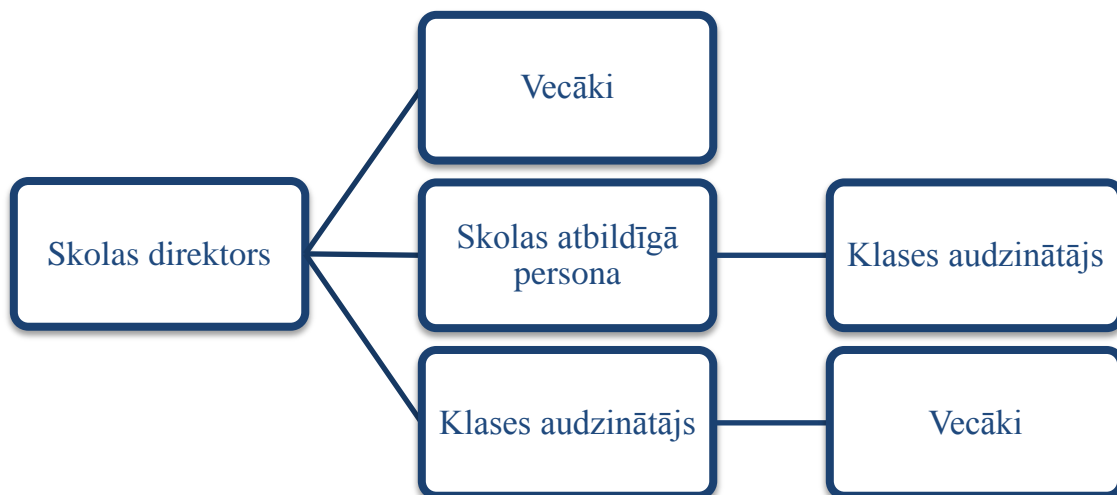 Vecāki
Skolas direktors
Skolas atbildīgā
persona
Klases audzinātājs
Klases audzinātājs
Vecāki